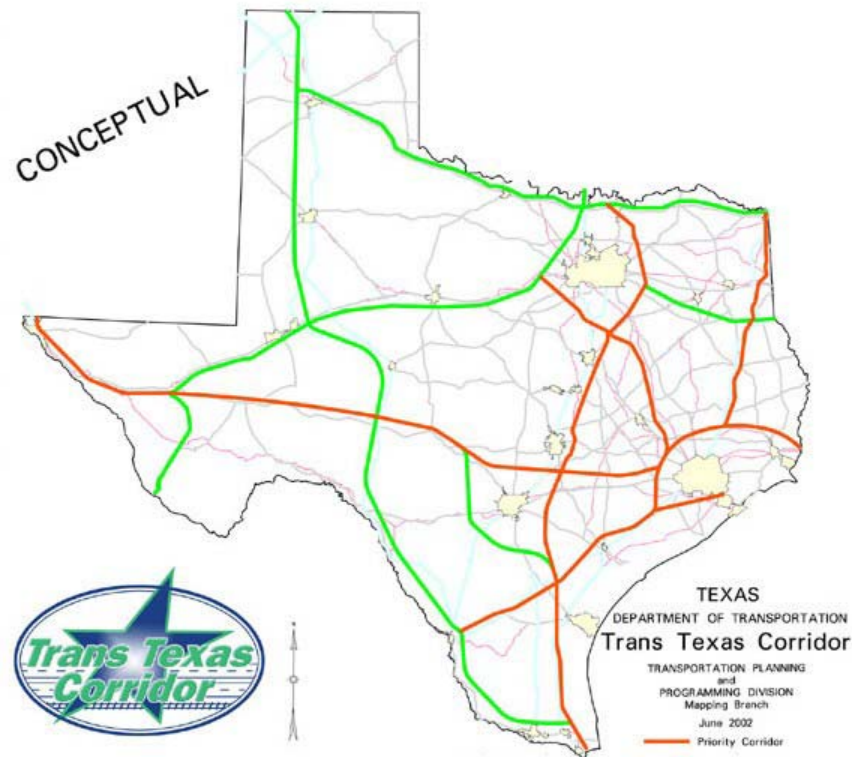 CONCEPTUAL
Trans Texas
Corridor
TEXAS
DEPARTMENT OF TRANSPORTATION
Trans Texas Corridor
TRANSPORTATION PLANNING
and
PROGRAMMING DIVISION
Mapping Branch
June 2002
Priority Corridor